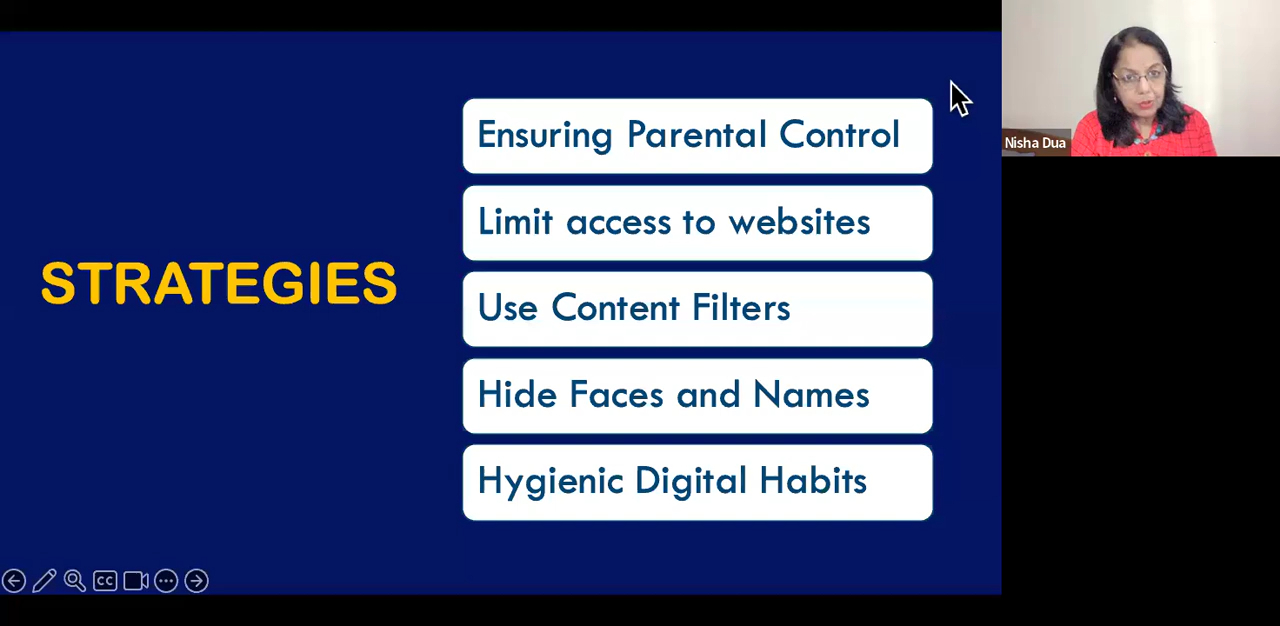 STRATEGIES
Ensuring Parental Control
Limit access to websites
Use Content Filters
Hide Faces and Names
Hygienic Digital Habits
Nisha Dua
CC